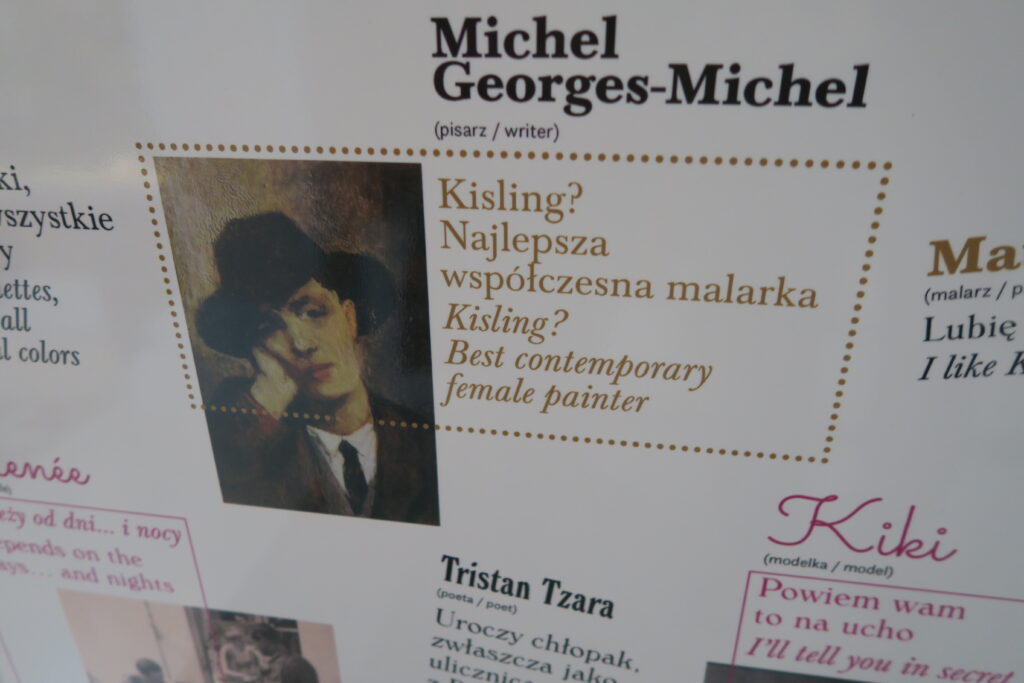 Michel
Georges-Michel
(pisarz / writer)
Kisling?
Najlepsza
współczesna malarka
Kisling?
Best contemporary
female painter
ki,
wszystkie
y
ettes,
all
l colors
Ma
(malarz / p
Lubię
I like K
enée
eży od dni... i nocy
epends on the
ays... and nights
Tristan Tzara
(poeta / poet)
Uroczy chłopak,
zwłaszcza jako
Kiki
(modelka / model)
Powiem wam
to na ucho
I'll tell you in secret